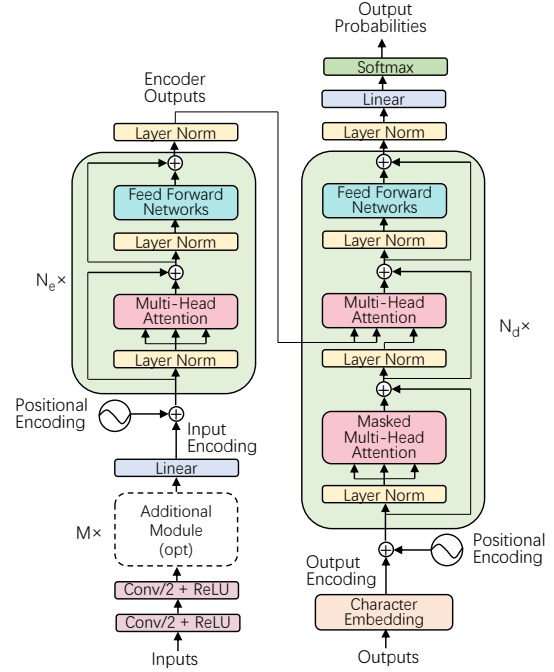 Output
Probabilities
Softmax
Linear
Layer Norm
Feed Forward
Networks
Layer Norm
Multi-Head
Attention
Layer Norm
Masked
Multi-Head
Attention
Layer Norm
N_d×
Positional
Encoding
Output
Encoding
Character
Embedding
Outputs
Encoder
Outputs
Layer Norm
Feed Forward
Networks
Layer Norm
N_e×
Multi-Head
Attention
Layer Norm
Positional
Encoding
Input
Encoding
Linear
M×
Additional
Module
(opt)
Conv/2 + ReLU
Conv/2 + ReLU
Inputs